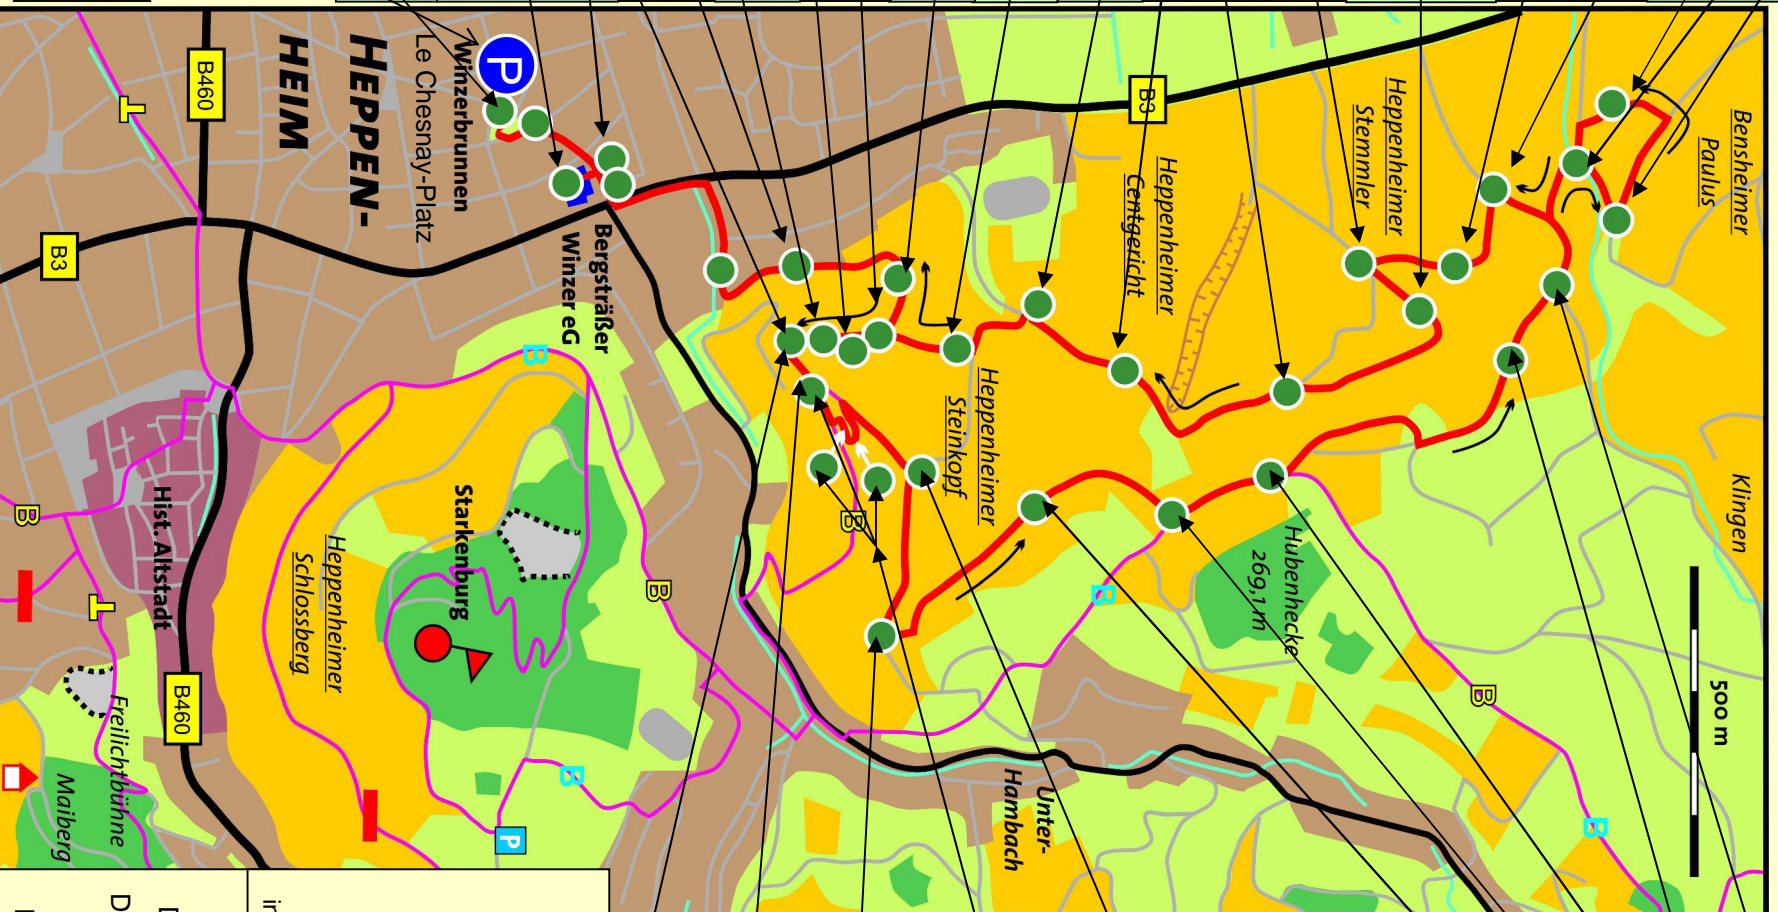 P
Winzerbrunnen
Le Chesnay-Platz
HEPPEN-
HEIM
B460
B3
T
B3
Bergsträßer
Winzer eG
Heppenheimer
Centgericht
Heppenheimer
Stemmler
Bensheimer
Paulus
Heppenheimer
Steinkopf
Klingen
Hubenhecke
269,1 m
500 m
B
B
B
B
B
B
B
B
B
Starkenburg
Heppenheimer
Schlossberg
Hist. Altstadt
T
B460
Freilichtbühne
Maiberg
P
Unter-
Hambach
D
in